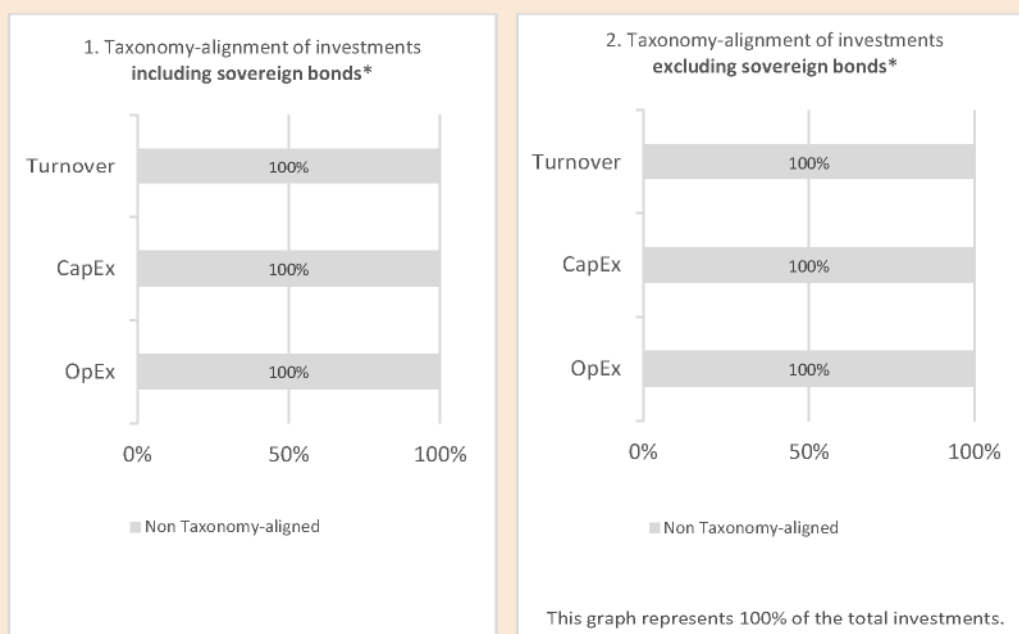 1. Taxonomy-alignment of investments
including sovereign bonds*
Turnover
100%
CapEx
100%
OpEx
100%
0%
50%
100%
Non Taxonomy-aligned
2. Taxonomy-alignment of investments
excluding sovereign bonds*
Turnover
100%
CapEx
100%
OpEx
100%
0%
50%
100%
Non Taxonomy-aligned
This graph represents 100% of the total investments.